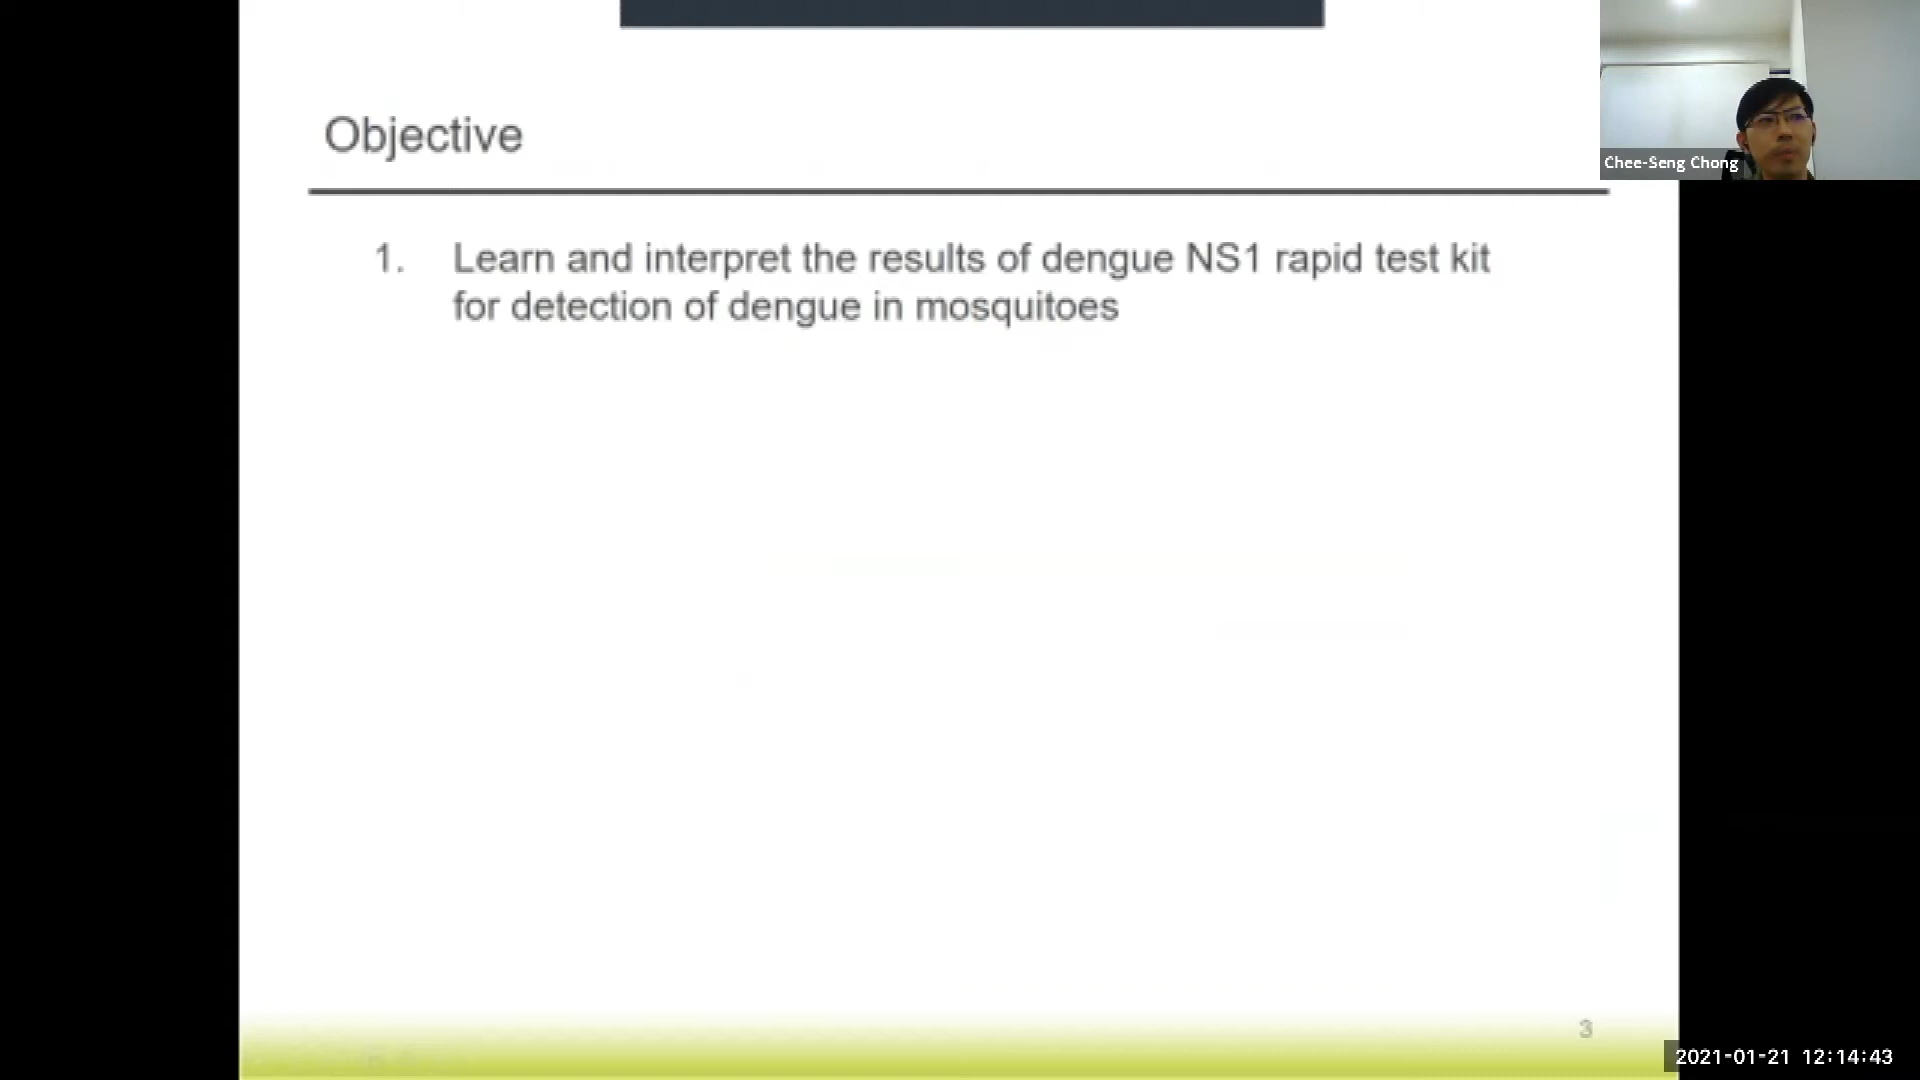 Objective
1. Learn and interpret the results of dengue NS1 rapid test kit
for detection of dengue in mosquitoes
Chee-Seng Chong
3
2021-01-21 12:14:43